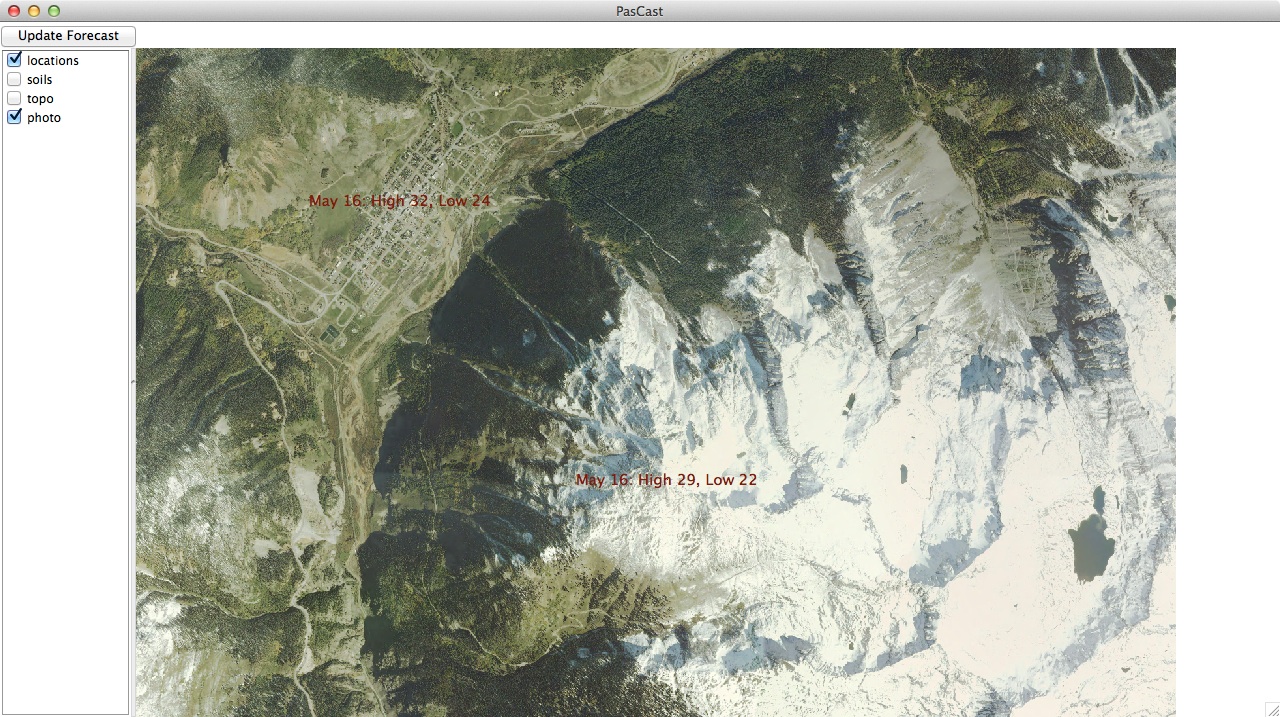 PasCast
Update Forecast
locations
soils
topo
photo
May 16: High 32, Low 24
May 16: High 29, Low 22